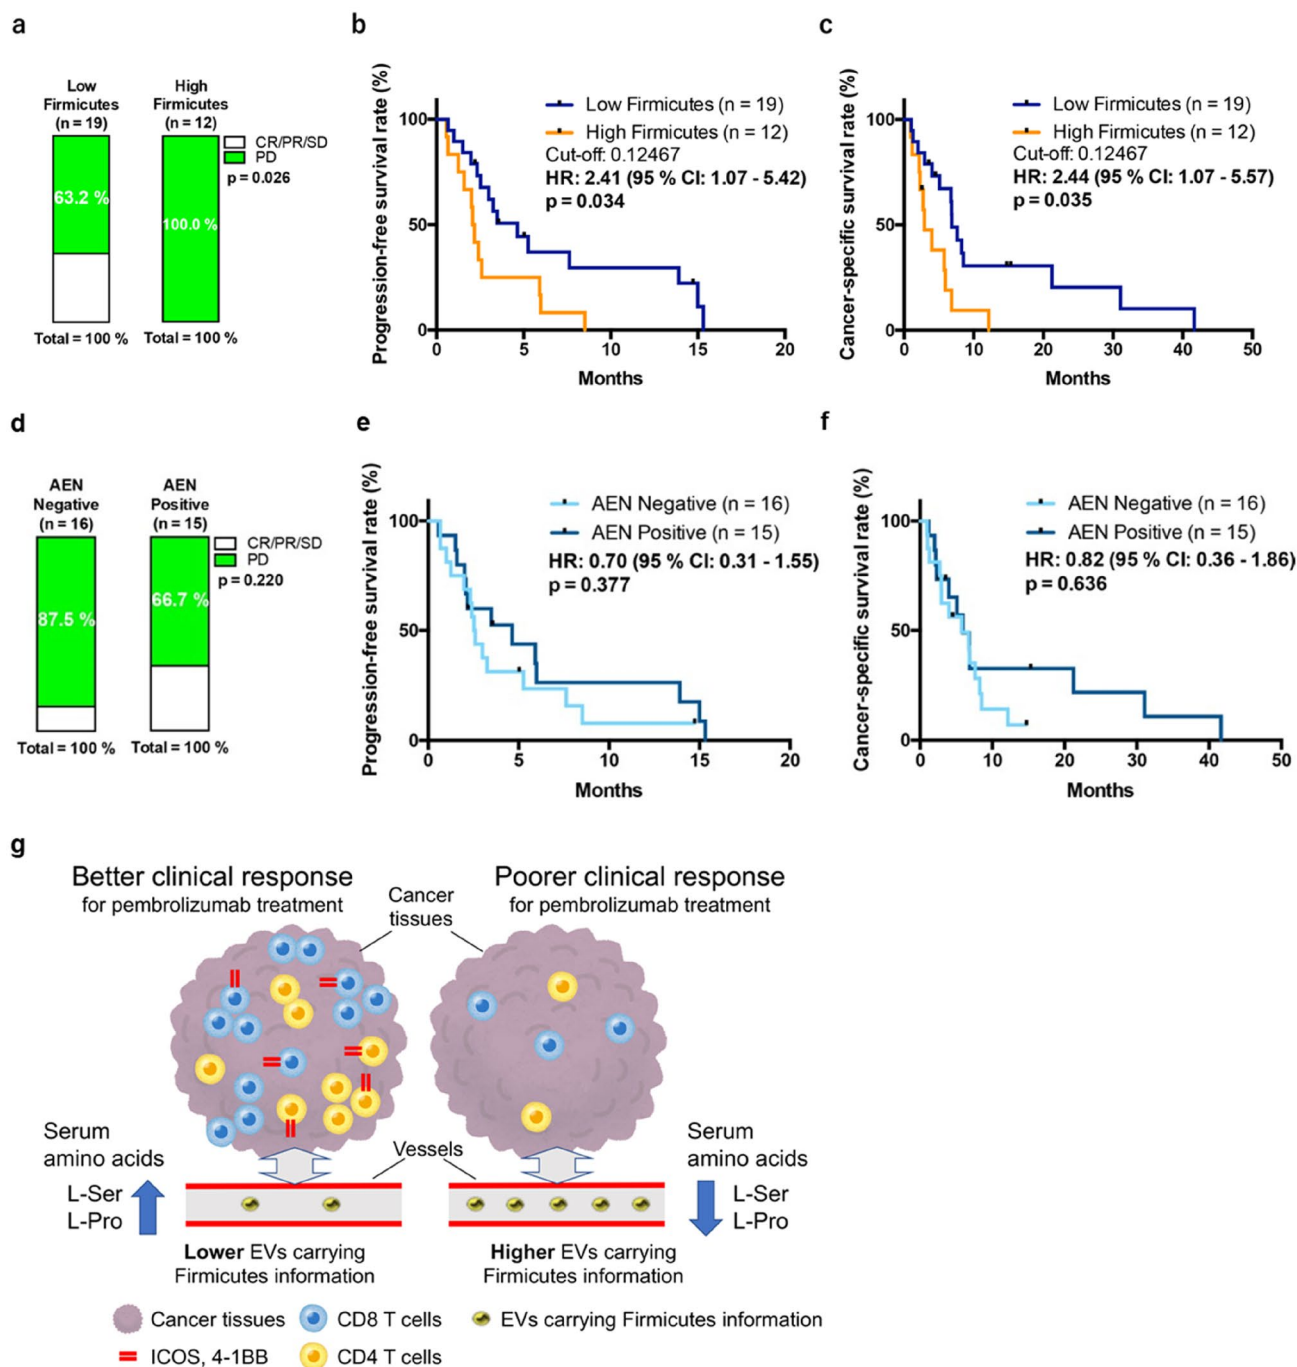 a
Low
Firmicutes
(n = 19)
High
Firmicutes
(n = 12)
CR/PR/SD
PD
p = 0.026
63.2 %
100.0 %
Total = 100 %
Total = 100 %
b
Progression-free survival rate (%)
Low Firmicutes (n = 19)
High Firmicutes (n = 12)
Cut-off: 0.12467
HR: 2.41 (95 % CI: 1.07 - 5.42)
p = 0.034
100
50
0
0
5
10
15
20
Months
c
Cancer-specific survival rate (%)
Low Firmicutes (n = 19)
High Firmicutes (n = 12)
Cut-off: 0.12467
HR: 2.44 (95 % CI: 1.07 - 5.57)
p = 0.035
100
50
0
0
10
20
30
40
50
Months
d
AEN
Negative
(n = 16)
AEN
Positive
(n = 15)
CR/PR/SD
PD
p = 0.220
87.5 %
66.7 %
Total = 100 %
Total = 100 %
e
Progression-free survival rate (%)
AEN Negative (n = 16)
AEN Positive (n = 15)
HR: 0.70 (95 % CI: 0.31 - 1.55)
p = 0.377
100
50
0
0
5
10
15
20
Months
f
Cancer-specific survival rate (%)
AEN Negative (n = 16)
AEN Positive (n = 15)
HR: 0.82 (95 % CI: 0.36 - 1.86)
p = 0.636
100
50
0
0
10
20
30
40
50
Months
g
Better clinical response
for pembrolizumab treatment
Cancer
tissues
Poorer clinical response
for pembrolizumab treatment
Serum
amino acids
L-Ser
L-Pro
Vessels
Serum
amino acids
L-Ser
L-Pro
Lower EVs carrying
Firmicutes information
Higher EVs carrying
Firmicutes information
Cancer tissues
CD8 T cells
EVs carrying Firmicutes information
ICOS, 4-1BB
CD4 T cells